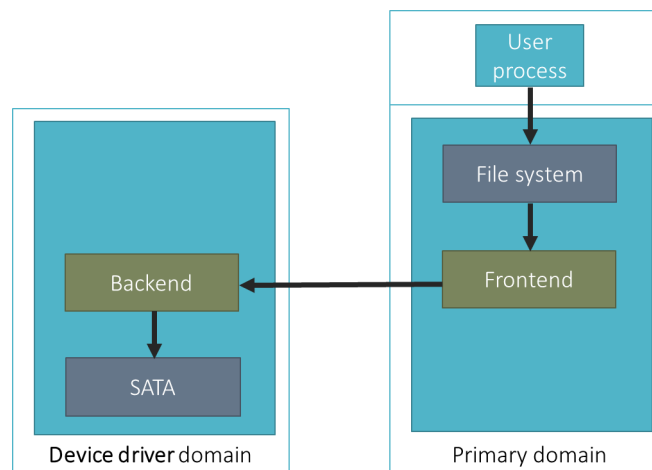 User
process
File system
Frontend
Backend
SATA
Device driver domain
Primary domain